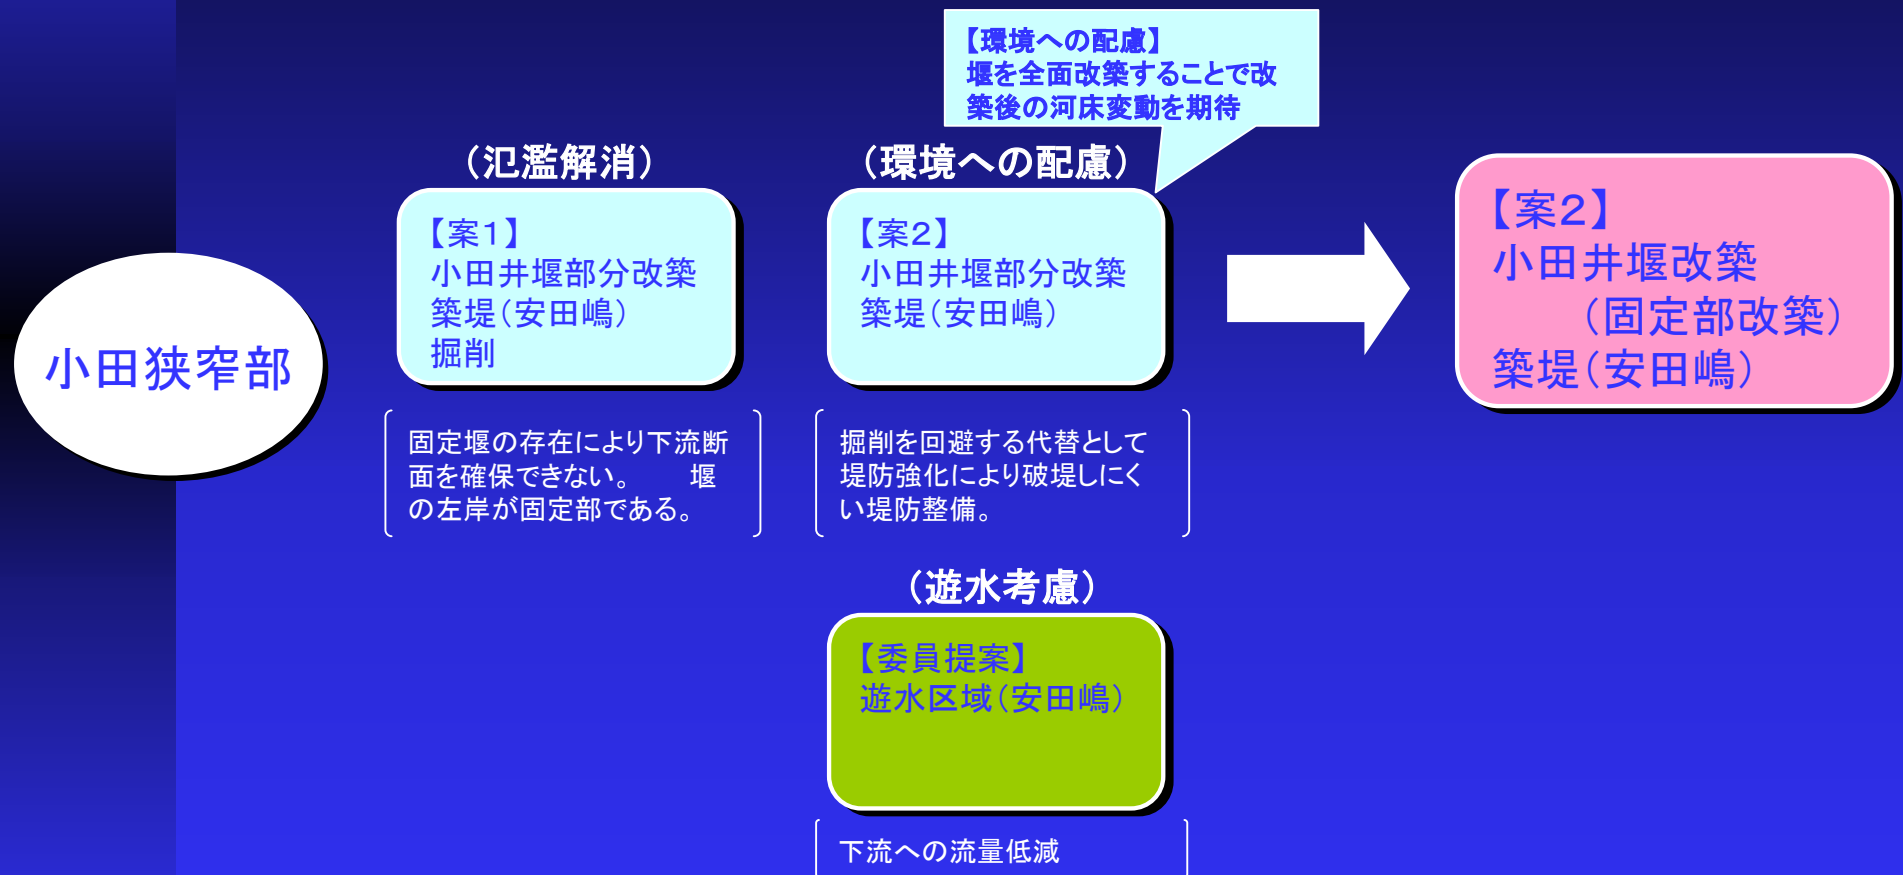 【環境への配慮】
堰を全面改築することで改
築後の河床変動を期待
小田狭窄部
（氾濫解消）
【案1】
小田井堰部分改築
築堤（安田嶋）
掘削
固定堰の存在により下流断
面を確保できない。　　堰
の左岸が固定部である。
（環境への配慮）
【案2】
小田井堰部分改築
築堤（安田嶋）
掘削を回避する代替として
堤防強化により破堤しにく
い堤防整備。
（遊水考慮）
【委員提案】
遊水区域（安田嶋）
下流への流量低減
【案2】
小田井堰改築
（固定部改築）
築堤（安田嶋）